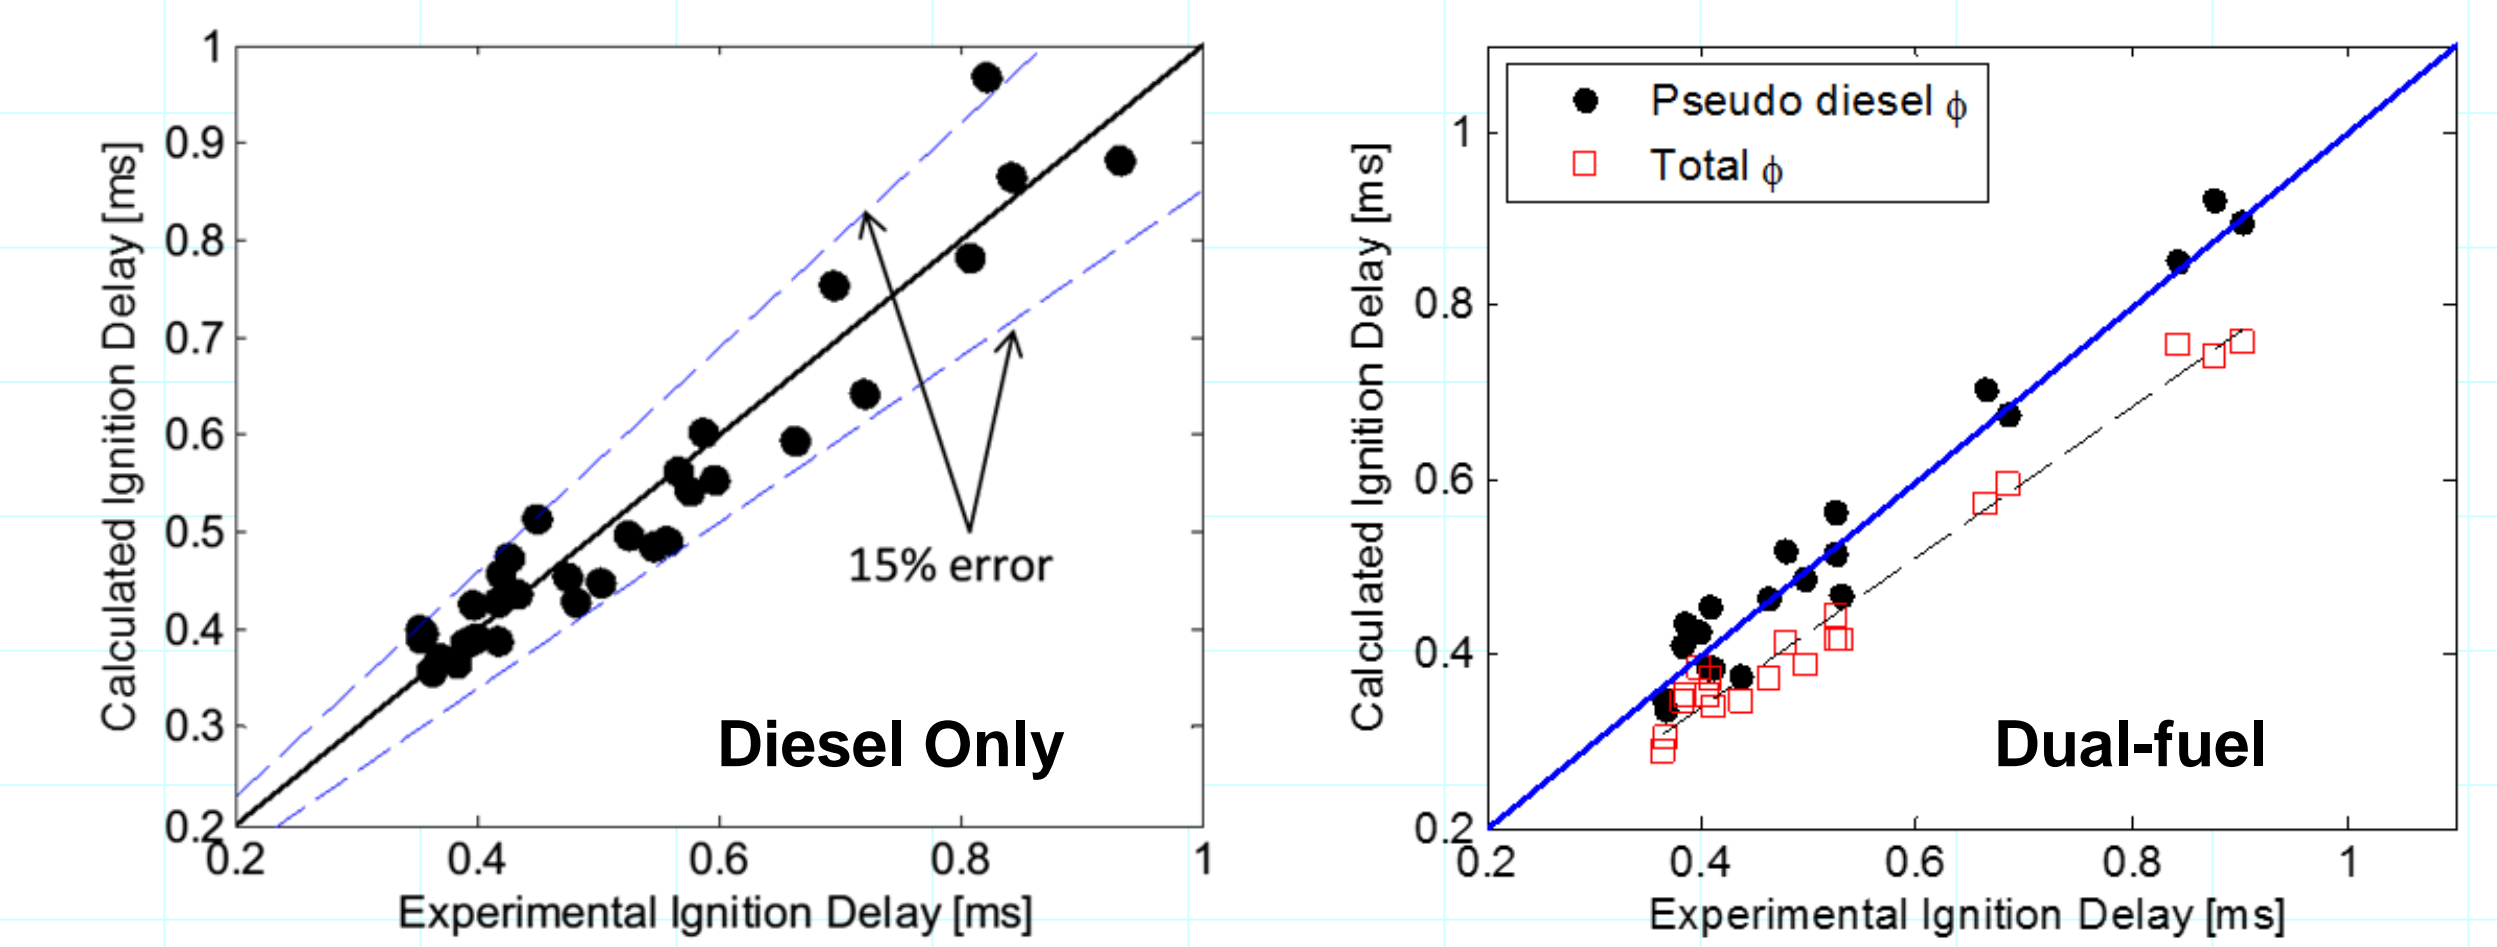 Calculated Ignition Delay [ms]
1
0.9
0.8
0.7
0.6
0.5
0.4
0.3
0.2
0.2 0.4 0.6 0.8 1
Experimental Ignition Delay [ms]
15% error
Diesel Only
Calculated Ignition Delay [ms]
1
0.8
0.6
0.4
0.2
0.2 0.4 0.6 0.8 1
Experimental Ignition Delay [ms]
Pseudo diesel ϕ
Total ϕ
Dual-fuel